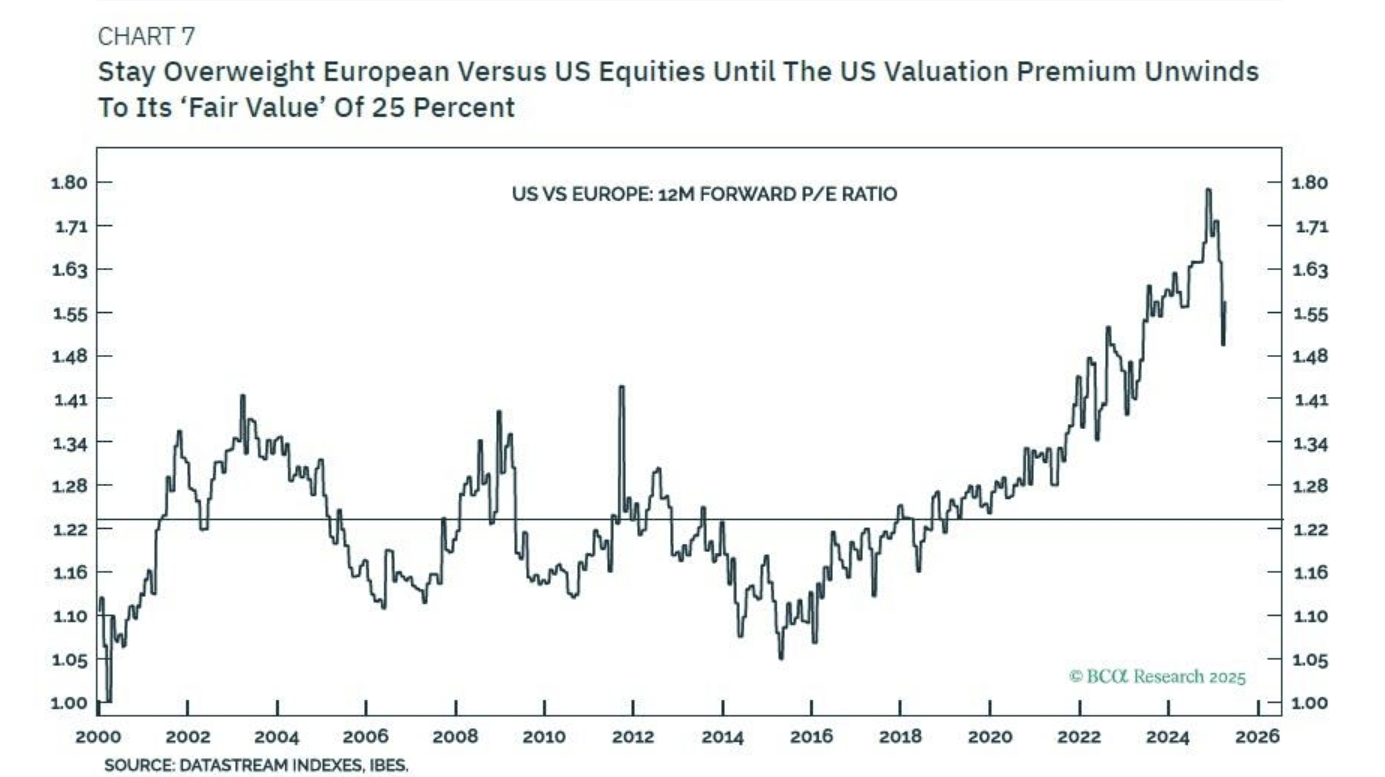 CHART 7
Stay Overweight European Versus US Equities Until The US Valuation Premium Unwinds
To Its ‘Fair Value’ Of 25 Percent
US VS EUROPE: 12M FORWARD P/E RATIO
1.80 1.80
1.71 1.71
1.63 1.63
1.55 1.55
1.48 1.48
1.41 1.41
1.34 1.34
1.28 1.28
1.22 1.22
1.16 1.16
1.10 1.10
1.05 1.05
© BCα Research 2025
1.00 1.00
2000 2002 2004 2006 2008 2010 2012 2014 2016 2018 2020 2022 2024 2026
SOURCE: DATASTREAM INDEXES, IBES.